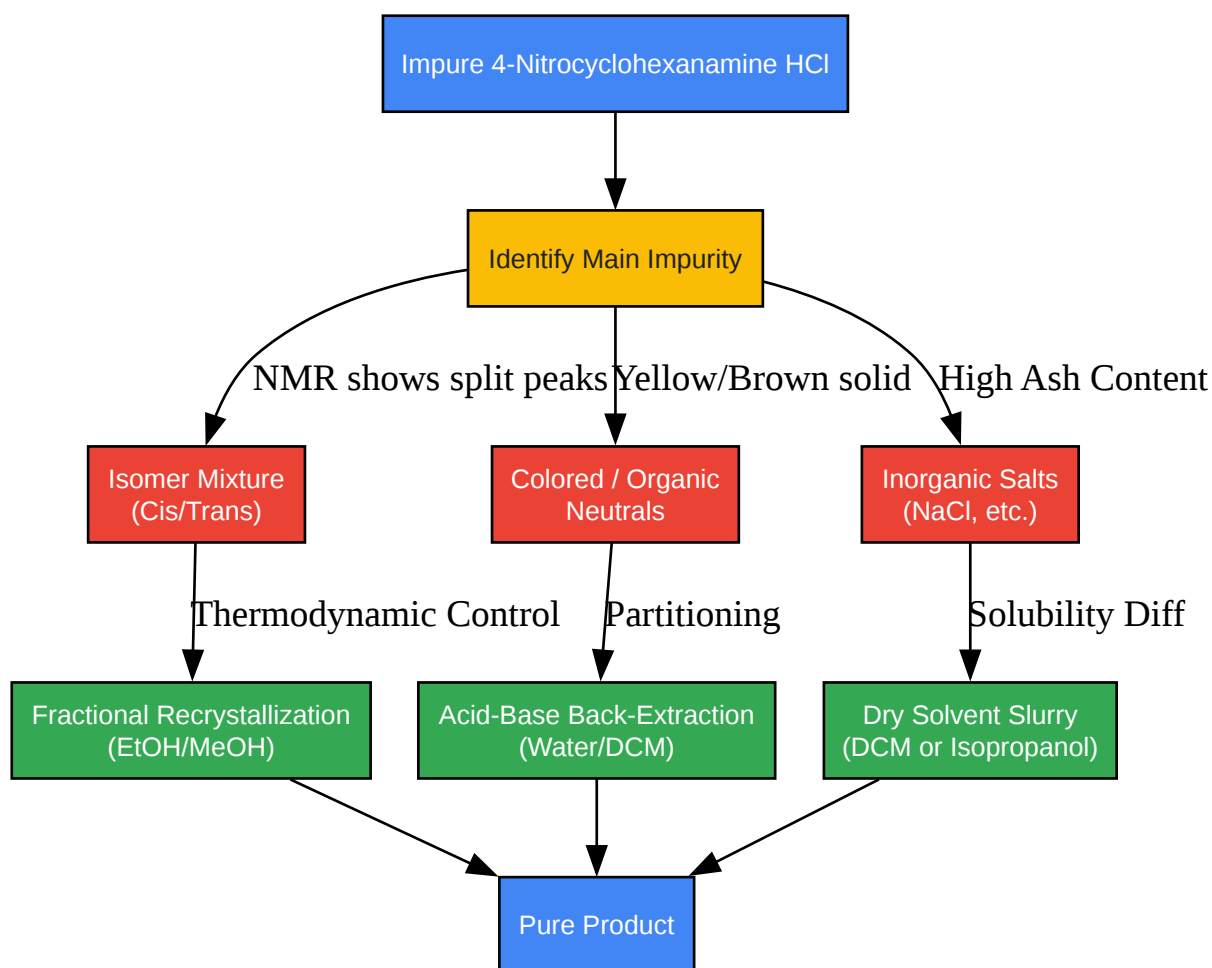 Impure 4-Nitrocyclohexanamine HCl
Identify Main Impurity
NMR shows split peaks
Yellow/Brown solid
High Ash Content
Isomer Mixture
(Cis/Trans)
Colored / Organic
Neutrals
Inorganic Salts
(NaCl, etc.)
Thermodynamic Control
Partitioning
Solubility Diff
Fractional Recrystallization
(EtOH/MeOH)
Acid-Base Back-Extraction
(Water/DCM)
Dry Solvent Slurry
(DCM or Isopropanol)
Pure Product